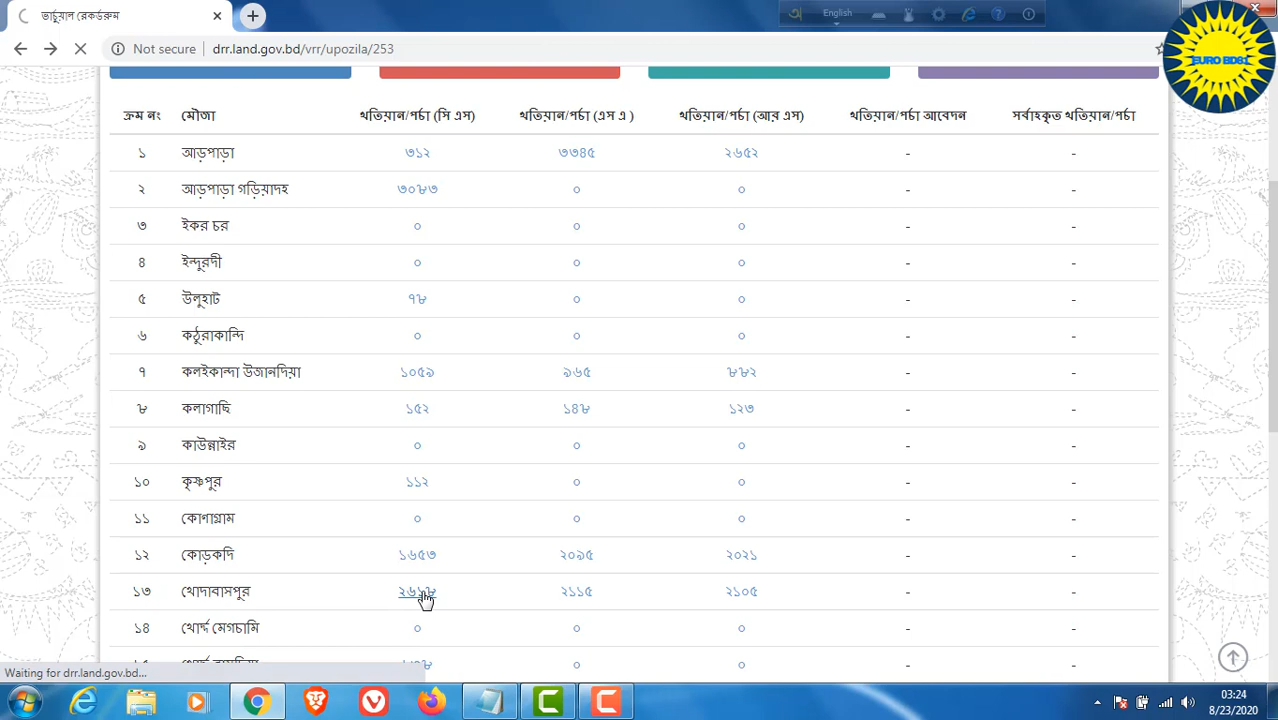 ভার্চুয়াল রেকর্ডরুম
English
Not secure drr.land.gov.bd/vrr/upozila/253
EURO BD81
ক্রম নং মৌজা খতিয়ান/পর্চা (সি এস) খতিয়ান/পর্চা (এস এ ) খতিয়ান/পর্চা (আর এস) খতিয়ান/পর্চা আবেদন সর্বাধিকৃত খতিয়ান/পর্চা
১ আড়পাড়া ৩১২ ৩৩৪৫ ২৬৫২ - -
২ আড়পাড়া গড়িয়াদহ ৩০৮৩ ০ ০ - -
৩ ইকর চর ০ ০ ০ - -
৪ ইন্দুরদী ০ ০ ০ - -
৫ উলূহাট ৭৮ ০ ০ - -
৬ কঠুরাকান্দি ০ ০ ০ - -
৭ কলইকান্দা উজানদিয়া ১০৫৯ ৯৬৫ ৮৮২ - -
৮ কলাগাছি ১৫২ ১৪৮ ১২৩ - -
৯ কাউন্নাইর ০ ০ ০ - -
১০ কৃষ্ণপুর ১১২ ০ ০ - -
১১ কোণাগ্রাম ০ ০ ০ - -
১২ কোড়কদি ১৬৫৩ ২০৯৫ ২০২১ - -
১৩ খোদাবাসপুর ২১১৫ ২১০৫ - -
১৪ খোর্দ্দ মেগচামি ০ ০ ০ - -
০ ০ - -
Waiting for drr.land.gov.bd...
03:24
8/23/2020